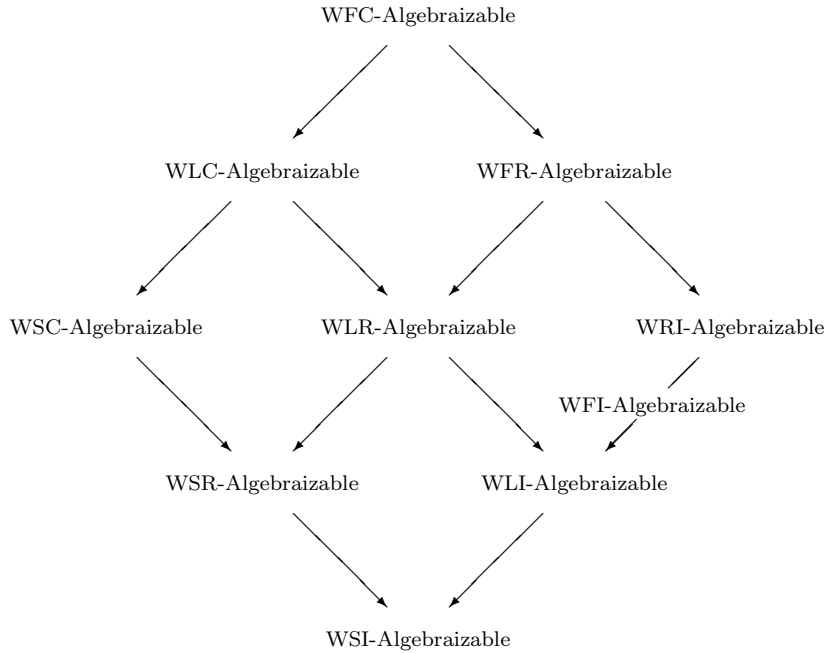 WFC-Algebraizable
WLC-Algebraizable WFR-Algebraizable
WSC-Algebraizable WLR-Algebraizable WRI-Algebraizable
WFI-Algebraizable
WSR-Algebraizable WLI-Algebraizable
WSI-Algebraizable